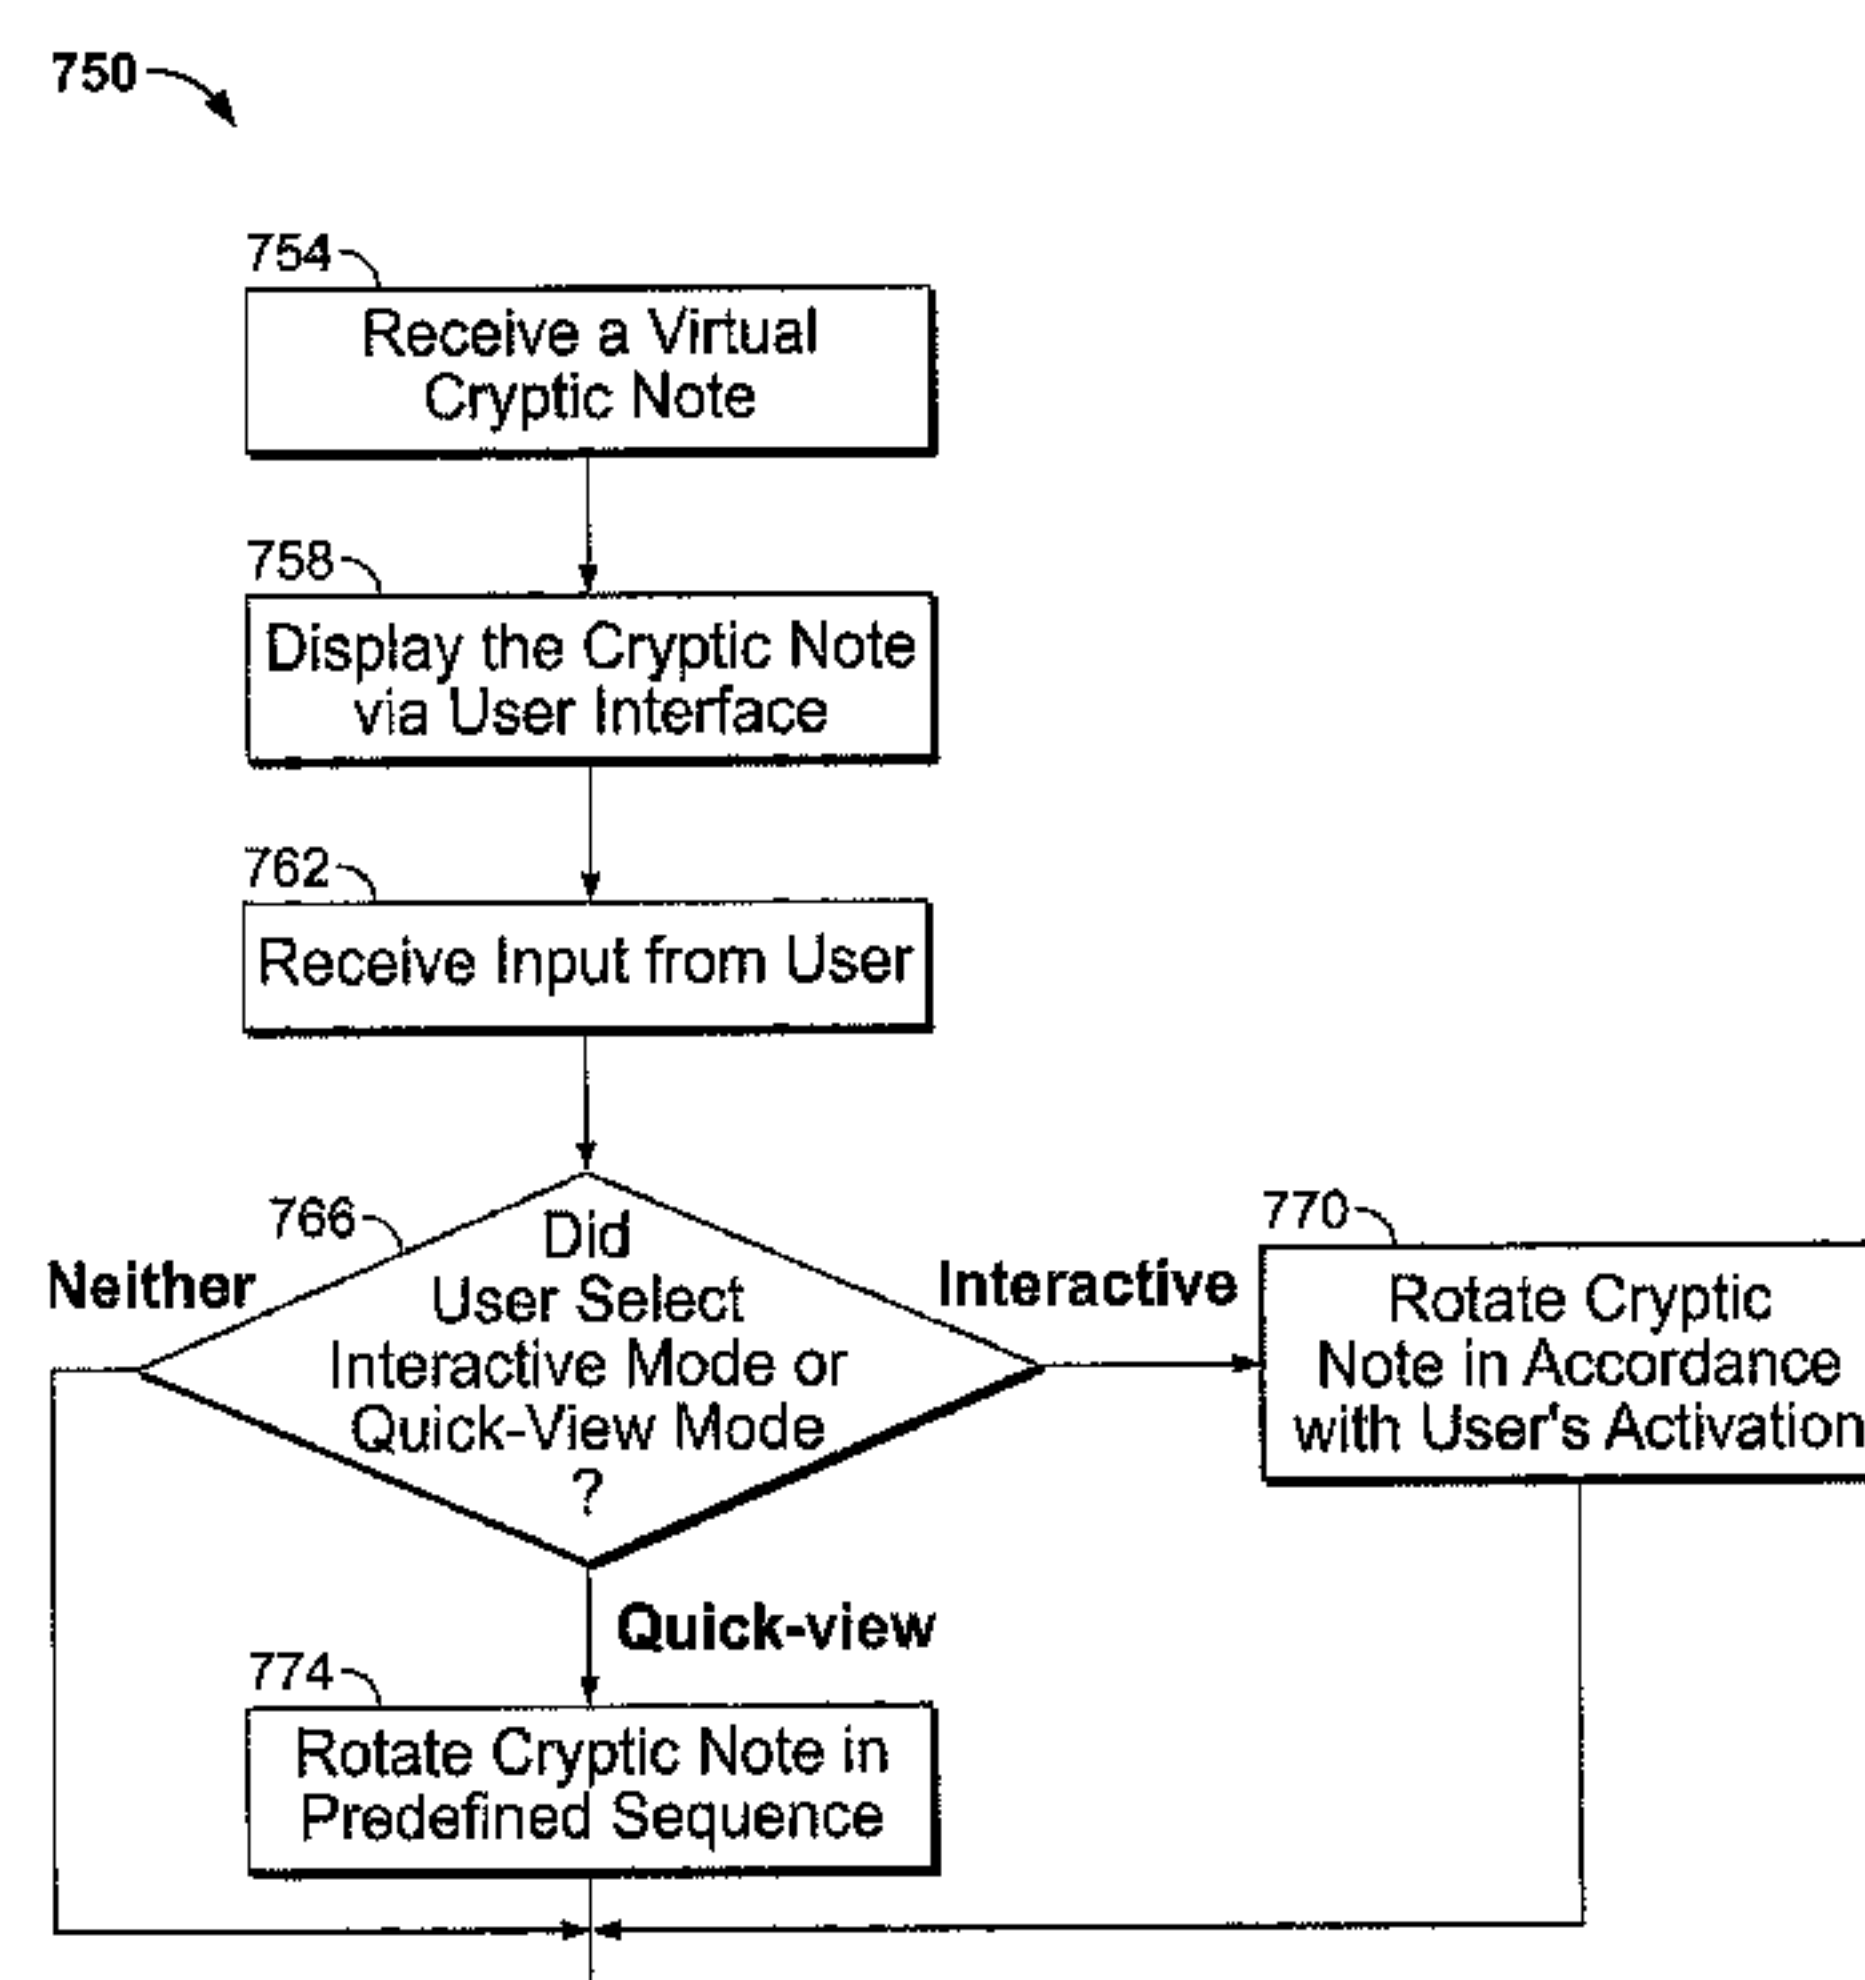 750
754
Receive a Virtual
Cryptic Note
758
Display the Cryptic Note
via User Interface
762
Receive Input from User
766
Did
User Select
Interactive Mode or
Quick-View Mode
?
Neither
Interactive
770
Rotate Cryptic
Note in Accordance
with User's Activation
Quick-view
774
Rotate Cryptic Note in
Predefined Sequence